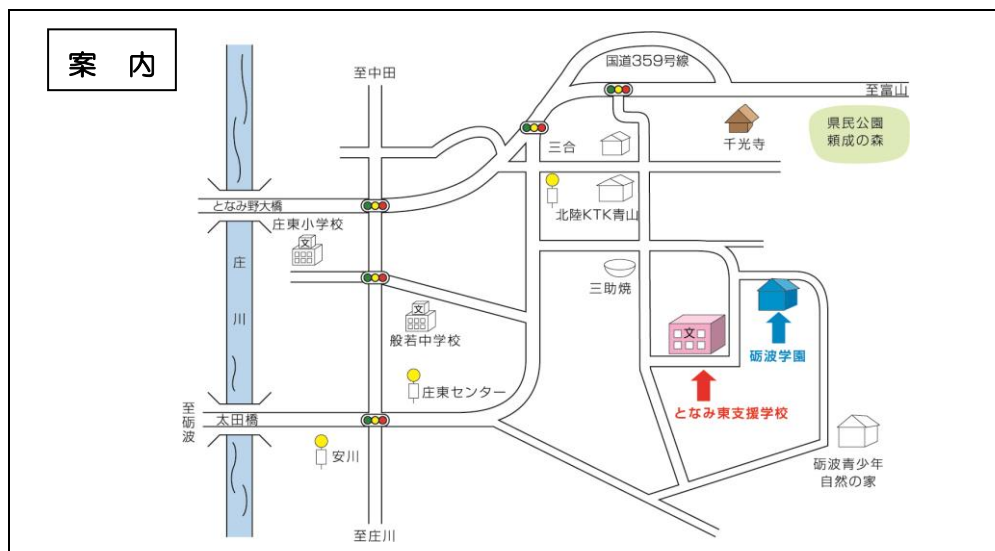 案 内
国道359号線
至中田
至富山
県民公園
頼成の森
千光寺
三合
北陸KTK青山
となみ野大橋
庄東小学校
文
庄
川
三助焼
文
般若中学校
文
砺波学園
となみ東支援学校
庄東センター
至砺波
太田橋
安川
砺波青少年
自然の家
至庄川